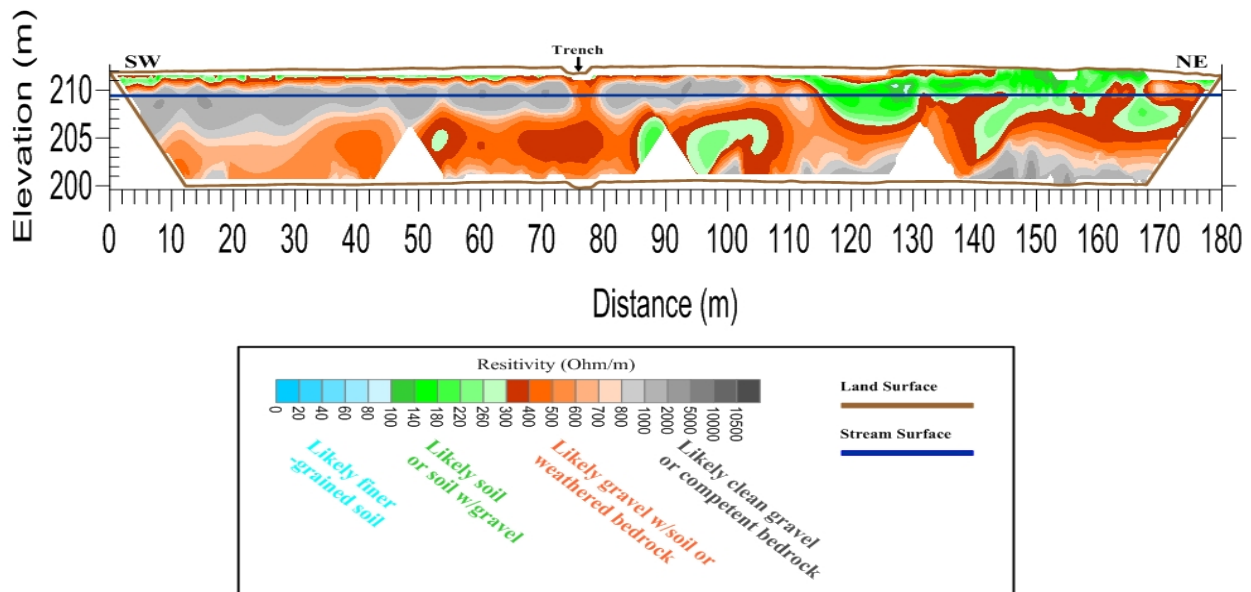 Elevation (m)
SW
Trench
NE
210
205
200
0 10 20 30 40 50 60 70 80 90 100 110 120 130 140 150 160 170 180
Distance (m)
Resitivity (Ohm/m)
0 20 40 60 80 100 140 180 220 260 300 400 500 600 700 800 1000 2000 5000 10000 10500
Likely finer
-grained soil
Likely soil
or soil w/gravel
Likely gravel w/soil or
weathered bedrock
Likely clean gravel
or competent bedrock
Land Surface
Stream Surface